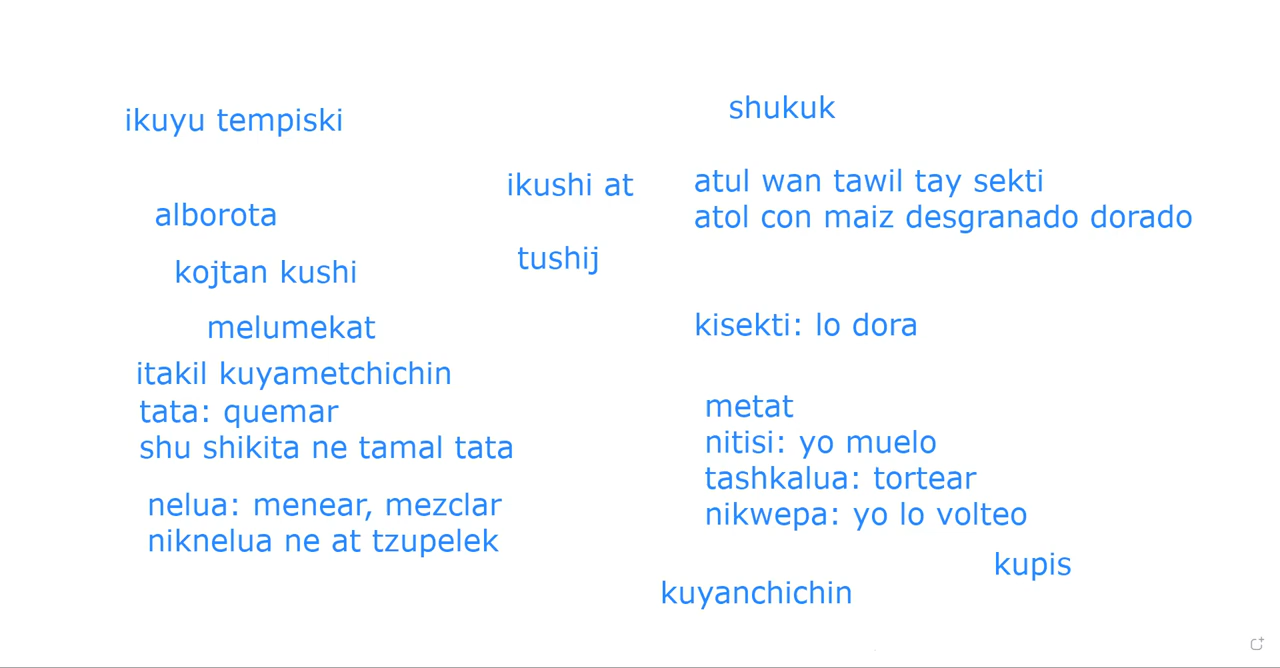 ikuyu tempiski
alborota
kojtan kushi
melumekat
itakil kuyametchichin
tata: quemar
shu shikita ne tamal tata
nelua: menear, mezclar
niknelua ne at tzupelek
ikushi at
tushij
shukuk
atul wan tawil tay sekti
atol con maiz desgranado dorado
kisekti: lo dora
metat
nitisi: yo muelo
tashkalua: tortear
nikwepa: yo lo volteo
kupis
kuyanchichin